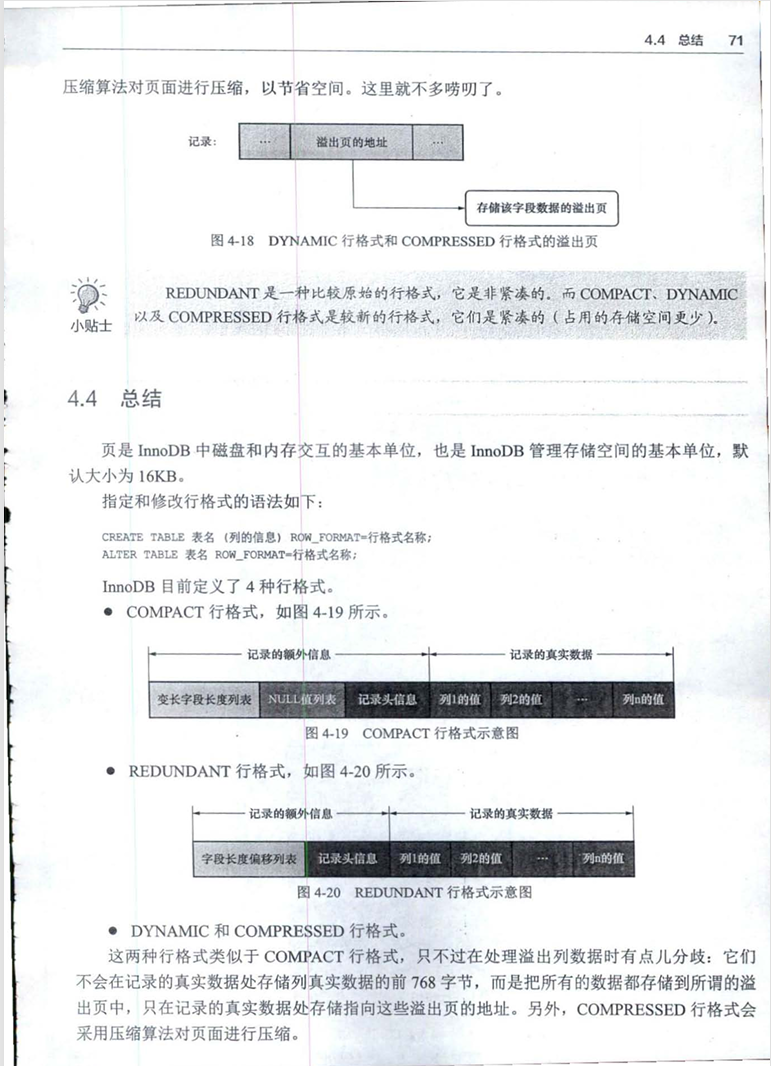 4.4 总结 71
压缩算法对页面进行压缩，以节省空间。这里就不多唠叨了。
记录： … 溢出页的地址 …
存储该字段数据的溢出页
图 4-18 DYNAMIC 行格式和 COMPRESSED 行格式的溢出页
REDUNDANT 是一种比较原始的行格式，它是非紧凑的。而 COMPACT、DYNAMIC
小贴士 以及 COMPRESSED 行格式是较新的行格式，它们是紧凑的（占用的存储空间更少）。
4.4 总结
页是 InnoDB 中磁盘和内存交互的基本单位，也是 InnoDB 管理存储空间的基本单位，默
认大小为 16KB。
指定和修改行格式的语法如下：
CREATE TABLE 表名 (列的信息) ROW_FORMAT=行格式名称;
ALTER TABLE 表名 ROW_FORMAT=行格式名称;
InnoDB 目前定义了 4 种行格式。
● COMPACT 行格式，如图 4-19 所示。
记录的额外信息 记录的真实数据
变长字段长度列表 NULL值列表 记录头信息 列1的值 列2的值 … 列n的值
图 4-19 COMPACT 行格式示意图
● REDUNDANT 行格式，如图 4-20 所示。
记录的额外信息 记录的真实数据
字段长度偏移列表 记录头信息 列1的值 列2的值 … 列n的值
图 4-20 REDUNDANT 行格式示意图
● DYNAMIC 和 COMPRESSED 行格式。
这两种行格式类似于 COMPACT 行格式，只不过在处理溢出列数据时有点儿分歧：它们
不会在记录的真实数据处存储列真实数据的前 768 字节，而是把所有的数据都存储到所谓的溢
出页中，只在记录的真实数据处存储指向这些溢出页的地址。另外，COMPRESSED 行格式会
采用压缩算法对页面进行压缩。